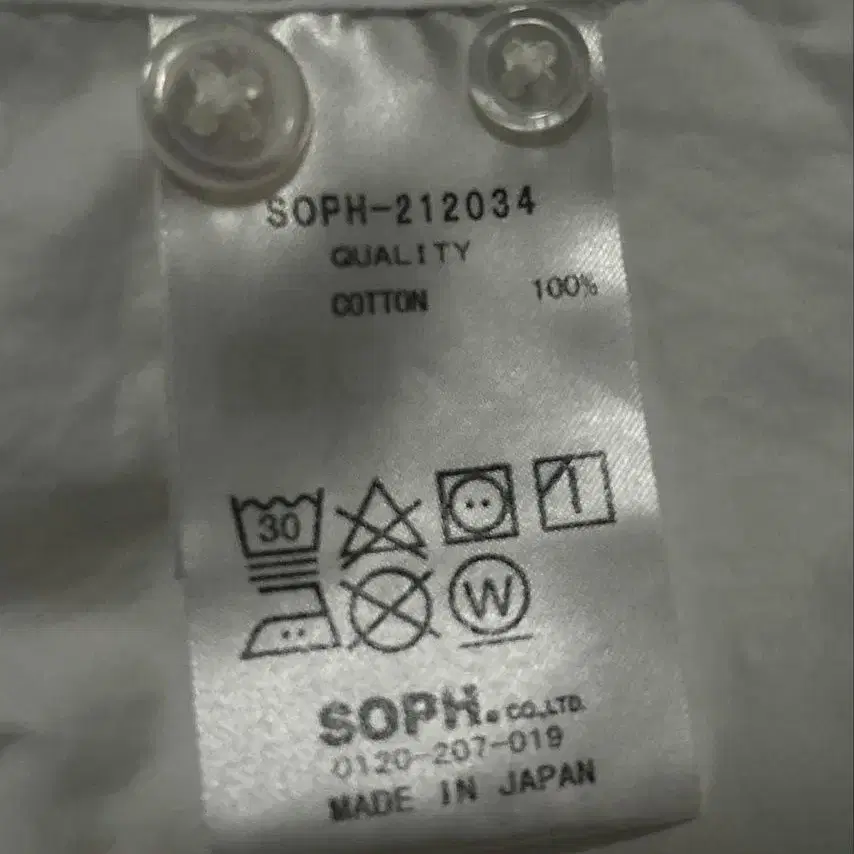 SOPH-212034
QUALITY
COTTON 100%
30
W
SOPH.CO.,LTD.
0120-207-019
MADE IN JAPAN